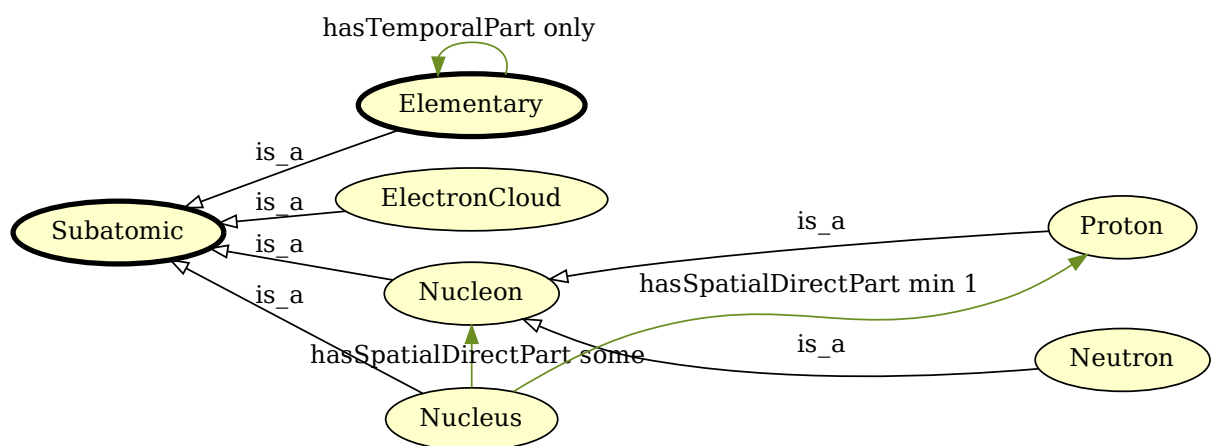 hasTemporalPart only
Elementary
is_a
ElectronCloud
is_a
Subatomic
is_a
Proton
is_a
Nucleon
hasSpatialDirectPart min 1
is_a
hasSpatialDirectPart some
is_a
Neutron
Nucleus